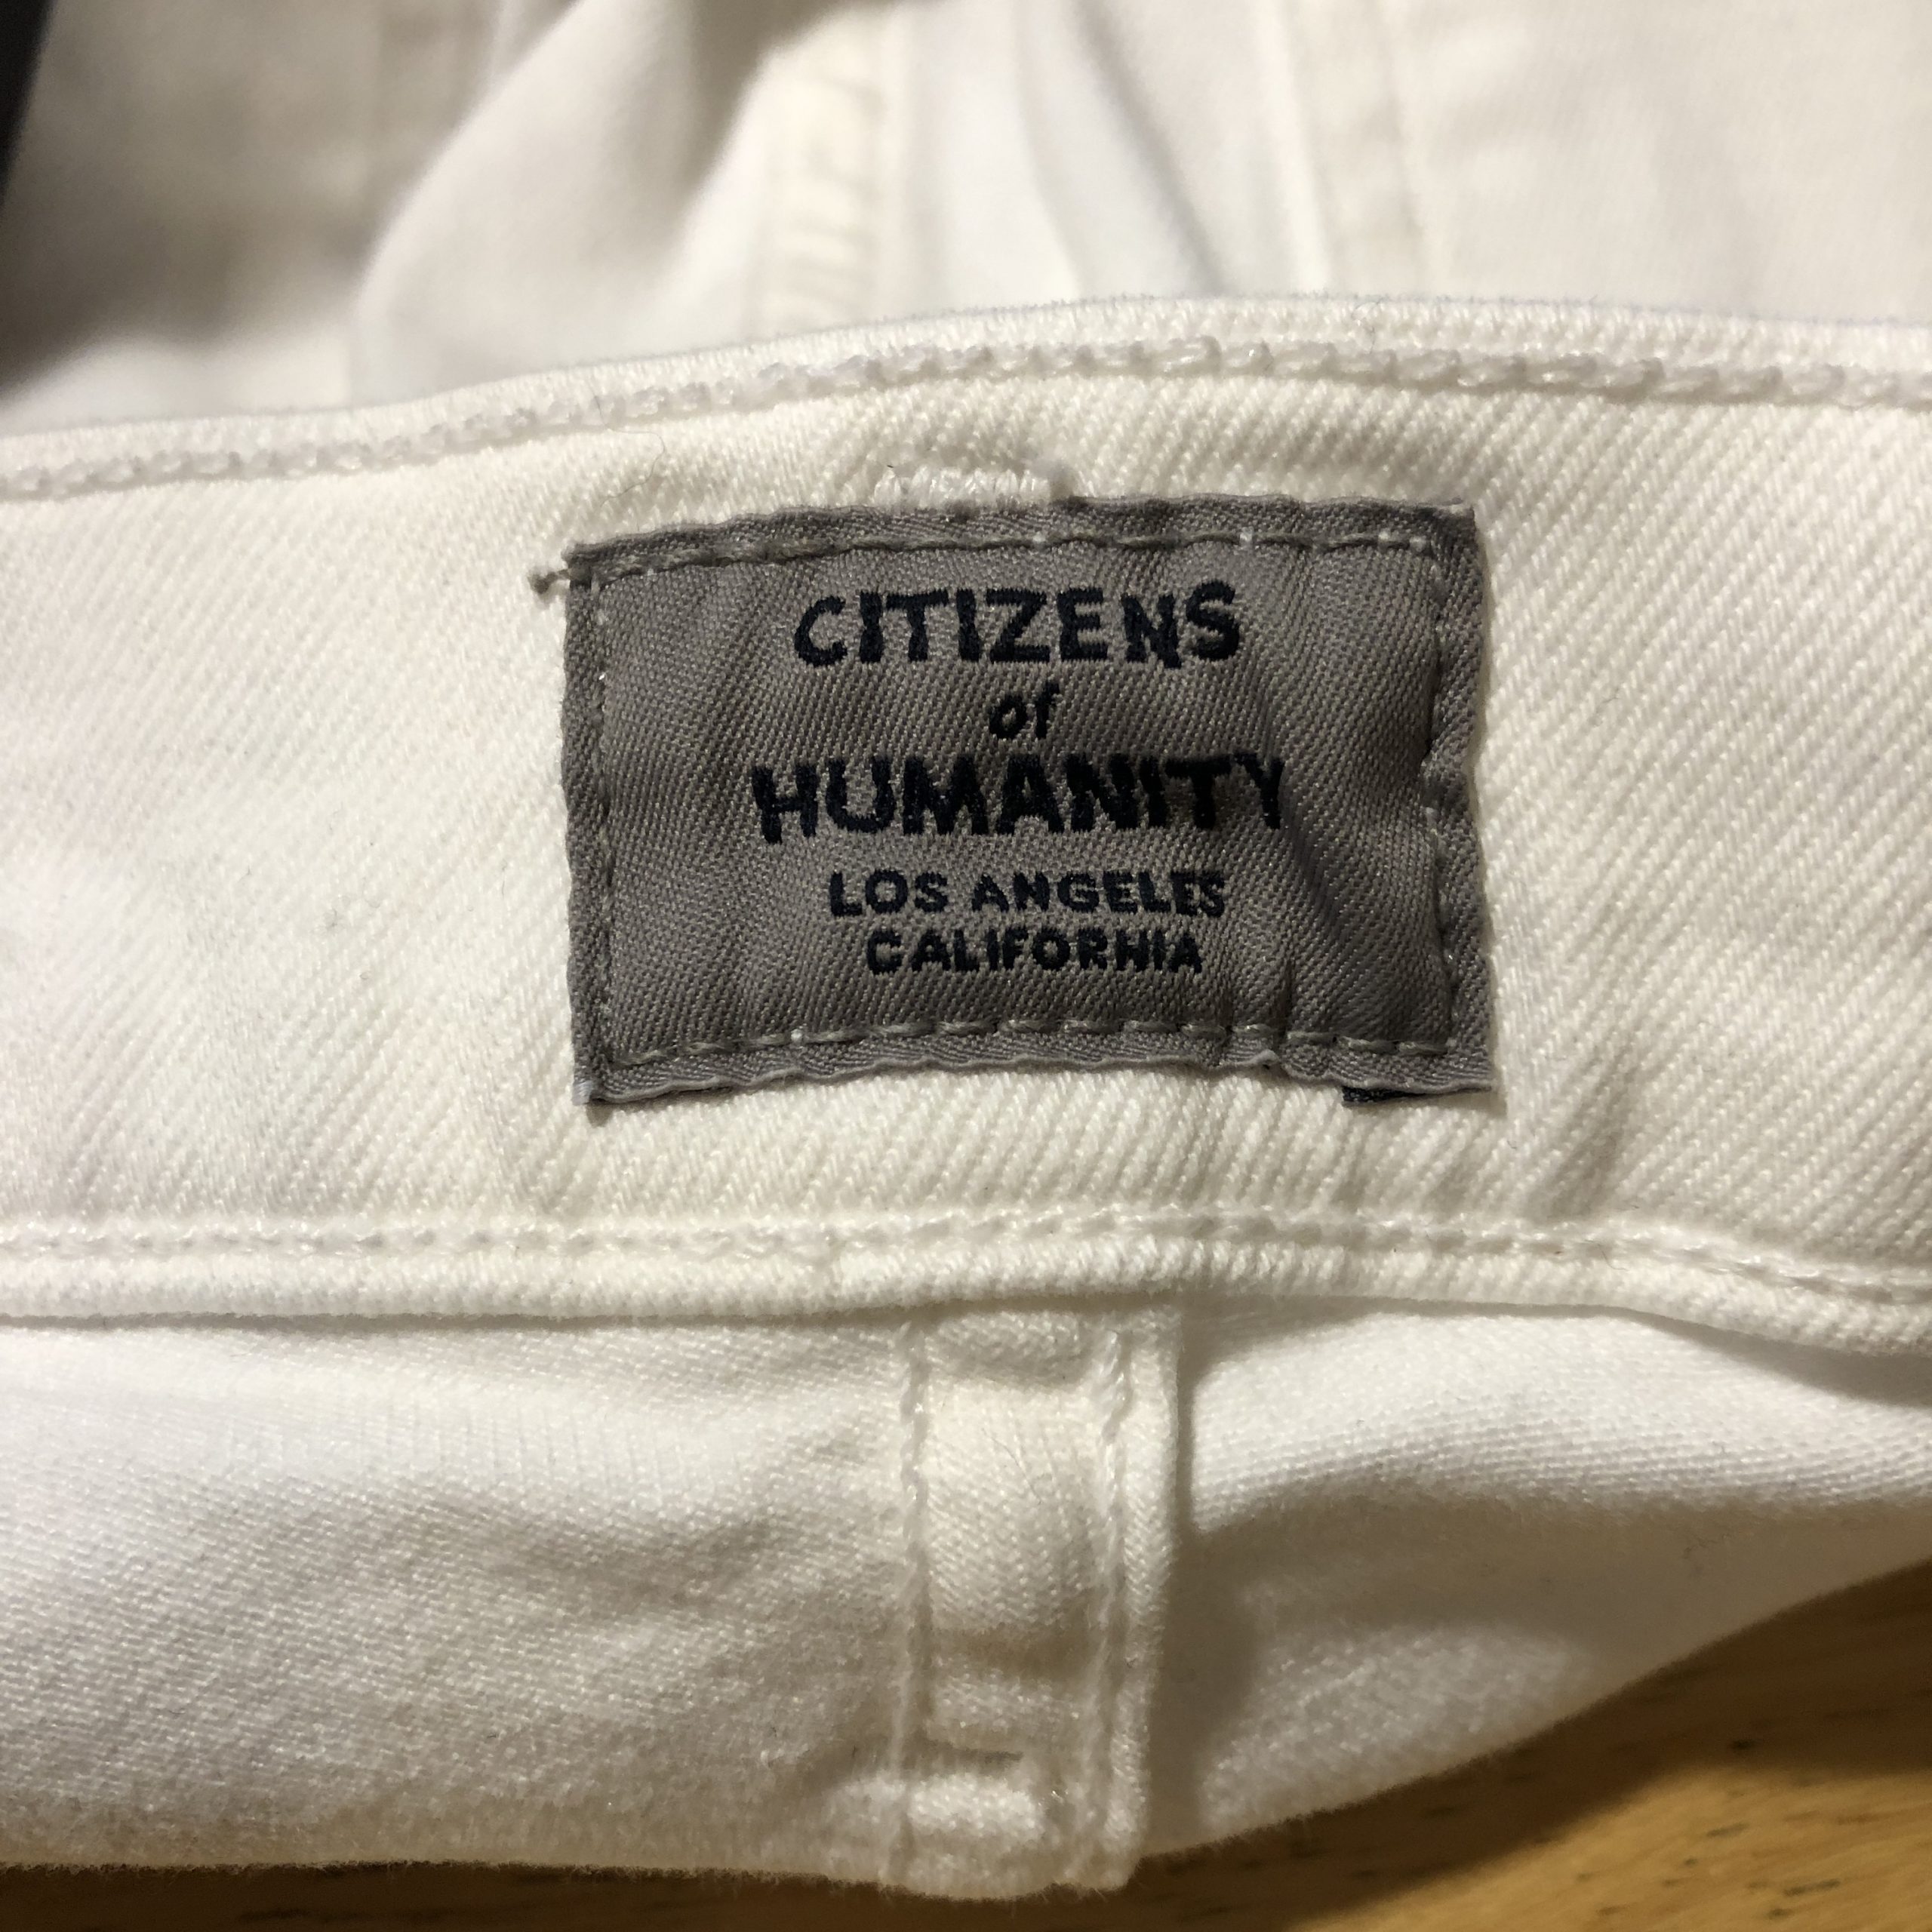 CITIZENS
of
HUMANITY
LOS ANGELES
CALIFORNIA